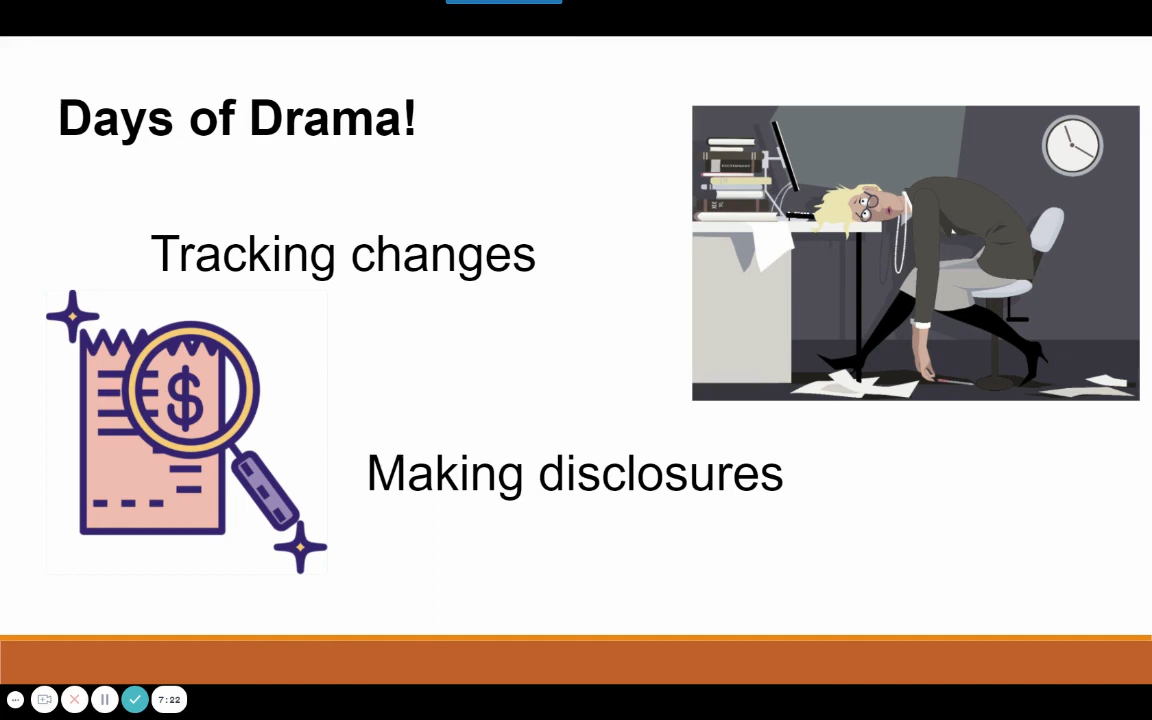 Days of Drama!
Tracking changes
$
Making disclosures
7:22